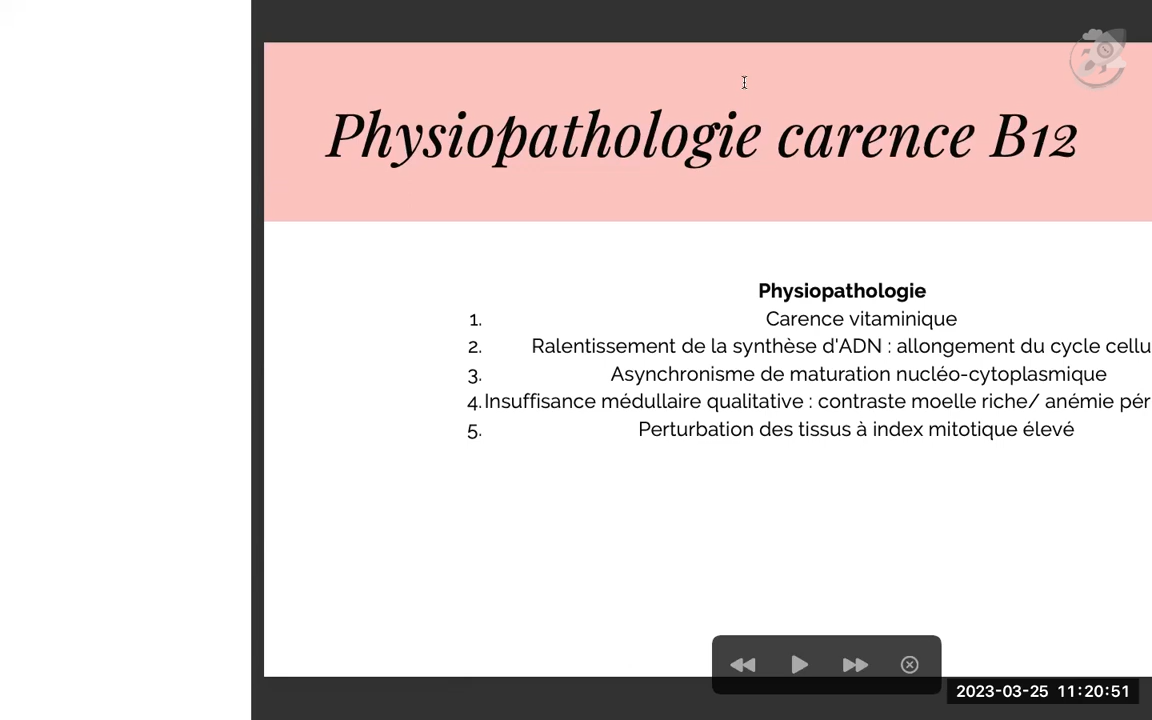 Physiopathologie carence B12
Physiopathologie
1. Carence vitaminique
2. Ralentissement de la synthèse d'ADN : allongement du cycle
3. Asynchronisme de maturation nucléo-cytoplasmique
4. Insuffisance médullaire qualitative : contraste moelle riche/ anémie
5. Perturbation des tissus à index mitotique élevé
2023-03-25 11:20:51